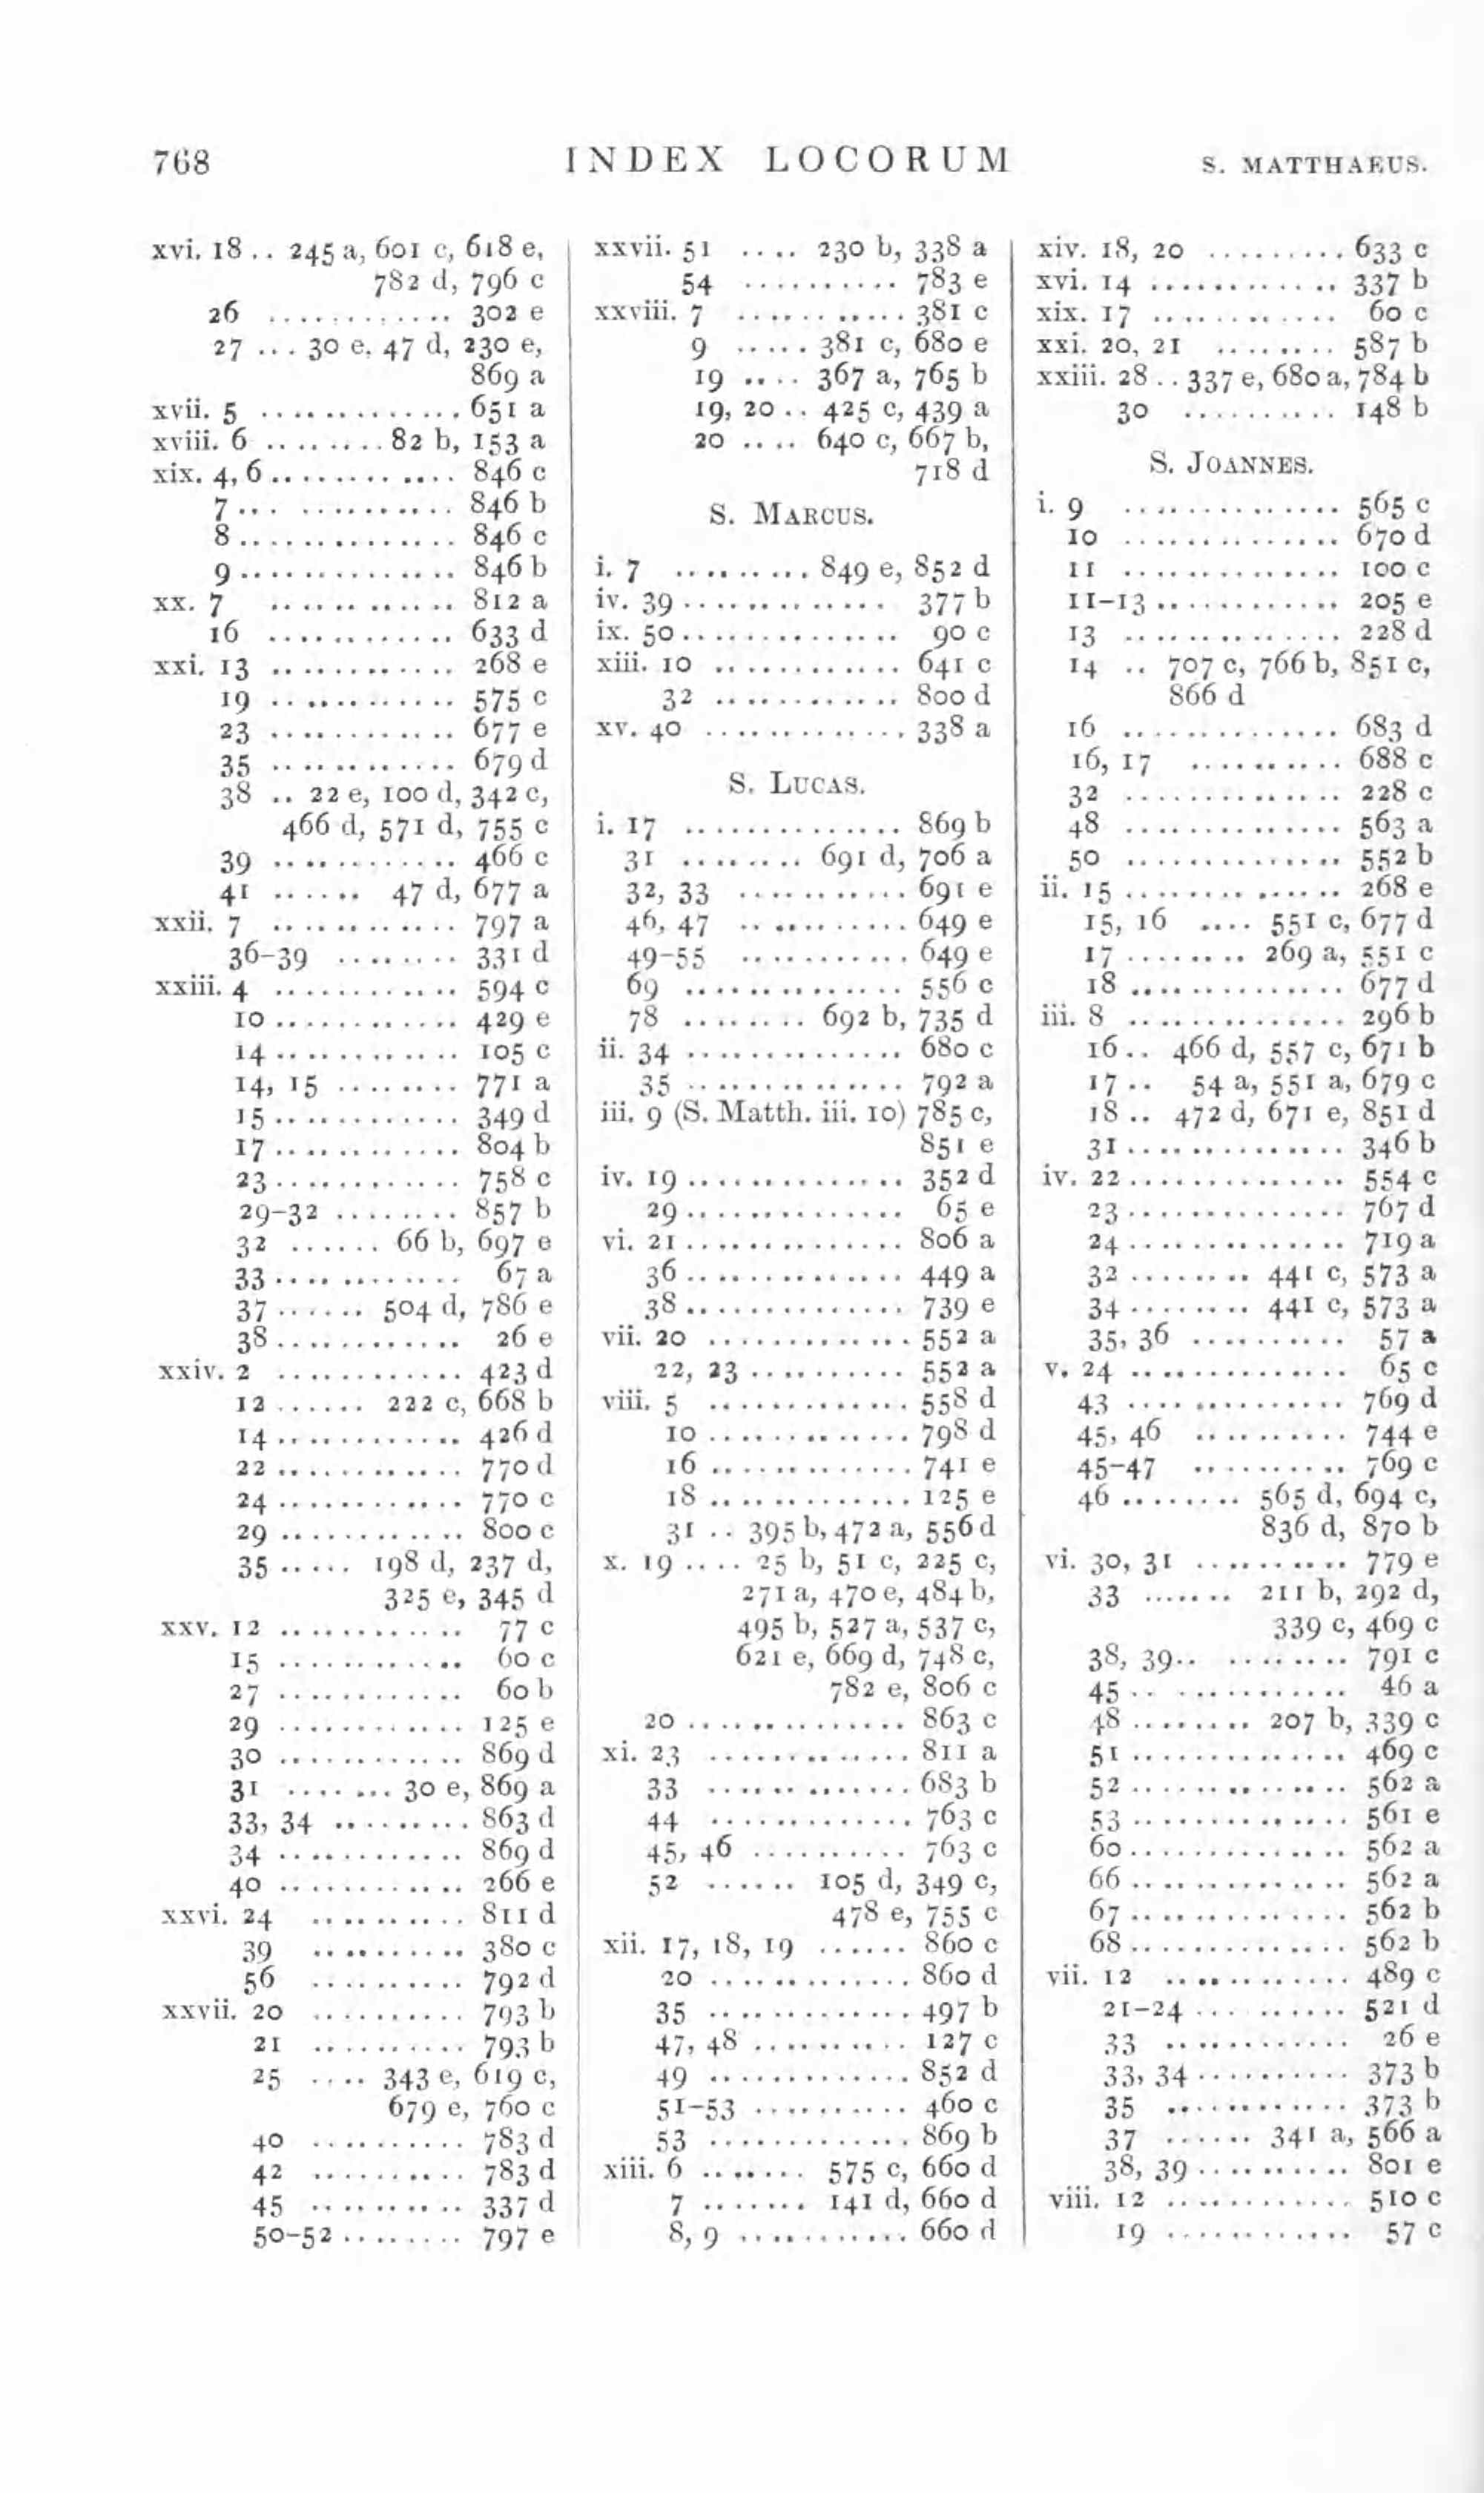 768 INDEX LOCORUM S. MATTHAEUS.
xvi. 18 .. 245 a, 601 c, 618 e,
782 d, 796 c
26 ............ 302 e
27 ... 30 e, 47 d, 230 e,
869 a
xvii. 5 ............. 651 a
xviii. 6 ........ 82 b, 153 a
xix. 4, 6 ............ 846 c
7 ............. 846 b
8 .............. 846 c
9 .............. 846 b
xx. 7 ............ 812 a
16 ............ 633 d
xxi. 13 ............ 268 e
19 ............ 575 c
23 ............ 677 e
35 ............ 679 d
38 .. 22 e, 100 d, 342 c,
466 d, 571 d, 755 c
39 ............ 466 c
41 ...... 47 d, 677 a
xxii. 7 ............ 797 a
36-39 ........ 331 d
xxiii. 4 ............ 594 c
10 ............ 429 e
14 ............ 105 c
14, 15 ........ 771 a
15 ............ 349 d
17 ............ 804 b
23 ............ 758 c
29-32 ........ 857 b
32 ...... 66 b, 697 e
33 ............ 67 a
37 ...... 504 d, 786 e
38 ............ 26 e
xxiv. 2 ............ 423 d
12 ...... 222 c, 668 b
14 ............ 426 d
22 ............ 770 d
24 ............ 770 c
29 ............ 800 c
35 ..... 198 d, 237 d,
325 e, 345 d
xxv. 12 ............ 77 c
15 ............ 60 c
27 ............ 60 b
29 ............ 125 e
30 ............ 869 d
31 ....... 30 e, 869 a
33, 34 ......... 863 d
34 ............ 869 d
40 ............ 266 e
xxvi. 24 .......... 811 d
39 .......... 380 c
56 .......... 792 d
xxvii. 20 .......... 793 b
21 .......... 793 b
25 .... 343 e, 619 c,
679 e, 760 c
40 .......... 783 d
42 .......... 783 d
45 .......... 337 d
50-52 ........ 797 e
xxvii. 51 .... 230 b, 338 a
54 .......... 783 e
xxviii. 7 ........... 381 c
9 ..... 381 c, 680 e
19 .... 367 a, 765 b
19, 20 .. 425 c, 439 a
20 .... 640 c, 667 b,
718 d
S. MARCUS.
i. 7 ......... 849 e, 852 d
iv. 39 ............. 377 b
ix. 50 .............. 90 c
xiii. 10 ............ 641 c
32 ............ 800 d
xv. 40 ............. 338 a
S. LUCAS.
i. 17 .............. 869 b
31 ........ 691 d, 706 a
32, 33 ........... 691 e
46, 47 ........... 649 e
49-55 ........... 649 e
69 .............. 556 c
78 ........ 692 b, 735 d
ii. 34 .............. 680 c
35 .............. 792 a
iii. 9 (S. Matth. iii. 10) 785 c,
851 e
iv. 19 .............. 352 d
29 .............. 65 e
vi. 21 .............. 806 a
36 .............. 449 a
38 .............. 739 e
vii. 20 ............. 552 a
22, 23 .......... 552 a
viii. 5 ............. 558 d
10 ............. 798 d
16 ............. 741 e
18 ............. 125 e
31 .. 395 b, 472 a, 556 d
x. 19 .... 25 b, 51 c, 225 c,
271 a, 470 e, 484 b,
495 b, 527 a, 537 c,
621 e, 669 d, 748 c,
782 e, 806 c
20 .............. 863 c
xi. 23 ............. 811 a
33 ............. 683 b
44 ............. 763 c
45, 46 .......... 763 c
52 ...... 105 d, 349 c,
478 e, 755 c
xii. 17, 18, 19 ...... 860 c
20 ............. 860 d
35 ............. 497 b
47, 48 .......... 127 c
49 ............. 852 d
51-53 .......... 460 c
53 ............. 869 b
xiii. 6 ....... 575 c, 660 d
7 ....... 141 d, 660 d
8, 9 ........... 660 d
xiv. 18, 20 ......... 633 c
xvi. 14 ............ 337 b
xix. 17 ............ 60 c
xxi. 20, 21 ........ 587 b
xxiii. 28 .. 337 e, 680 a, 784 b
30 .......... 148 b
S. JOANNES.
i. 9 .............. 565 c
10 .............. 670 d
11 .............. 100 c
11-13 ............ 205 e
13 .............. 228 d
14 .. 707 c, 766 b, 851 c,
866 d
16 .............. 683 d
16, 17 .......... 688 c
32 .............. 228 c
48 .............. 563 a
50 .............. 552 b
ii. 15 .............. 268 e
15, 16 .... 551 c, 677 d
17 ........ 269 a, 551 c
18 .............. 677 d
iii. 8 .............. 296 b
16 .. 466 d, 557 c, 671 b
17 .. 54 a, 551 a, 679 c
18 .. 472 d, 671 e, 851 d
31 .............. 346 b
iv. 22 .............. 554 c
23 .............. 767 d
24 .............. 719 a
32 ........ 441 c, 573 a
34 ........ 441 c, 573 a
35, 36 .......... 57 a
v. 24 .............. 65 c
43 .............. 769 d
45, 46 .......... 744 e
45-47 .......... 769 c
46 ........ 565 d, 694 c,
836 d, 870 b
vi. 30, 31 .......... 779 e
33 ....... 211 b, 292 d,
339 c, 469 c
38, 39 .......... 791 c
45 ............. 46 a
48 ........ 207 b, 339 c
51 .............. 469 c
52 .............. 562 a
53 .............. 561 e
60 .............. 562 a
66 .............. 562 a
67 .............. 562 b
68 .............. 562 b
vii. 12 ............ 489 c
21-24 .......... 521 d
33 ............ 26 e
33, 34 .......... 373 b
35 ............ 373 b
37 ...... 341 a, 566 a
38, 39 .......... 801 e
viii. 12 ............ 510 c
19 ............ 57 c